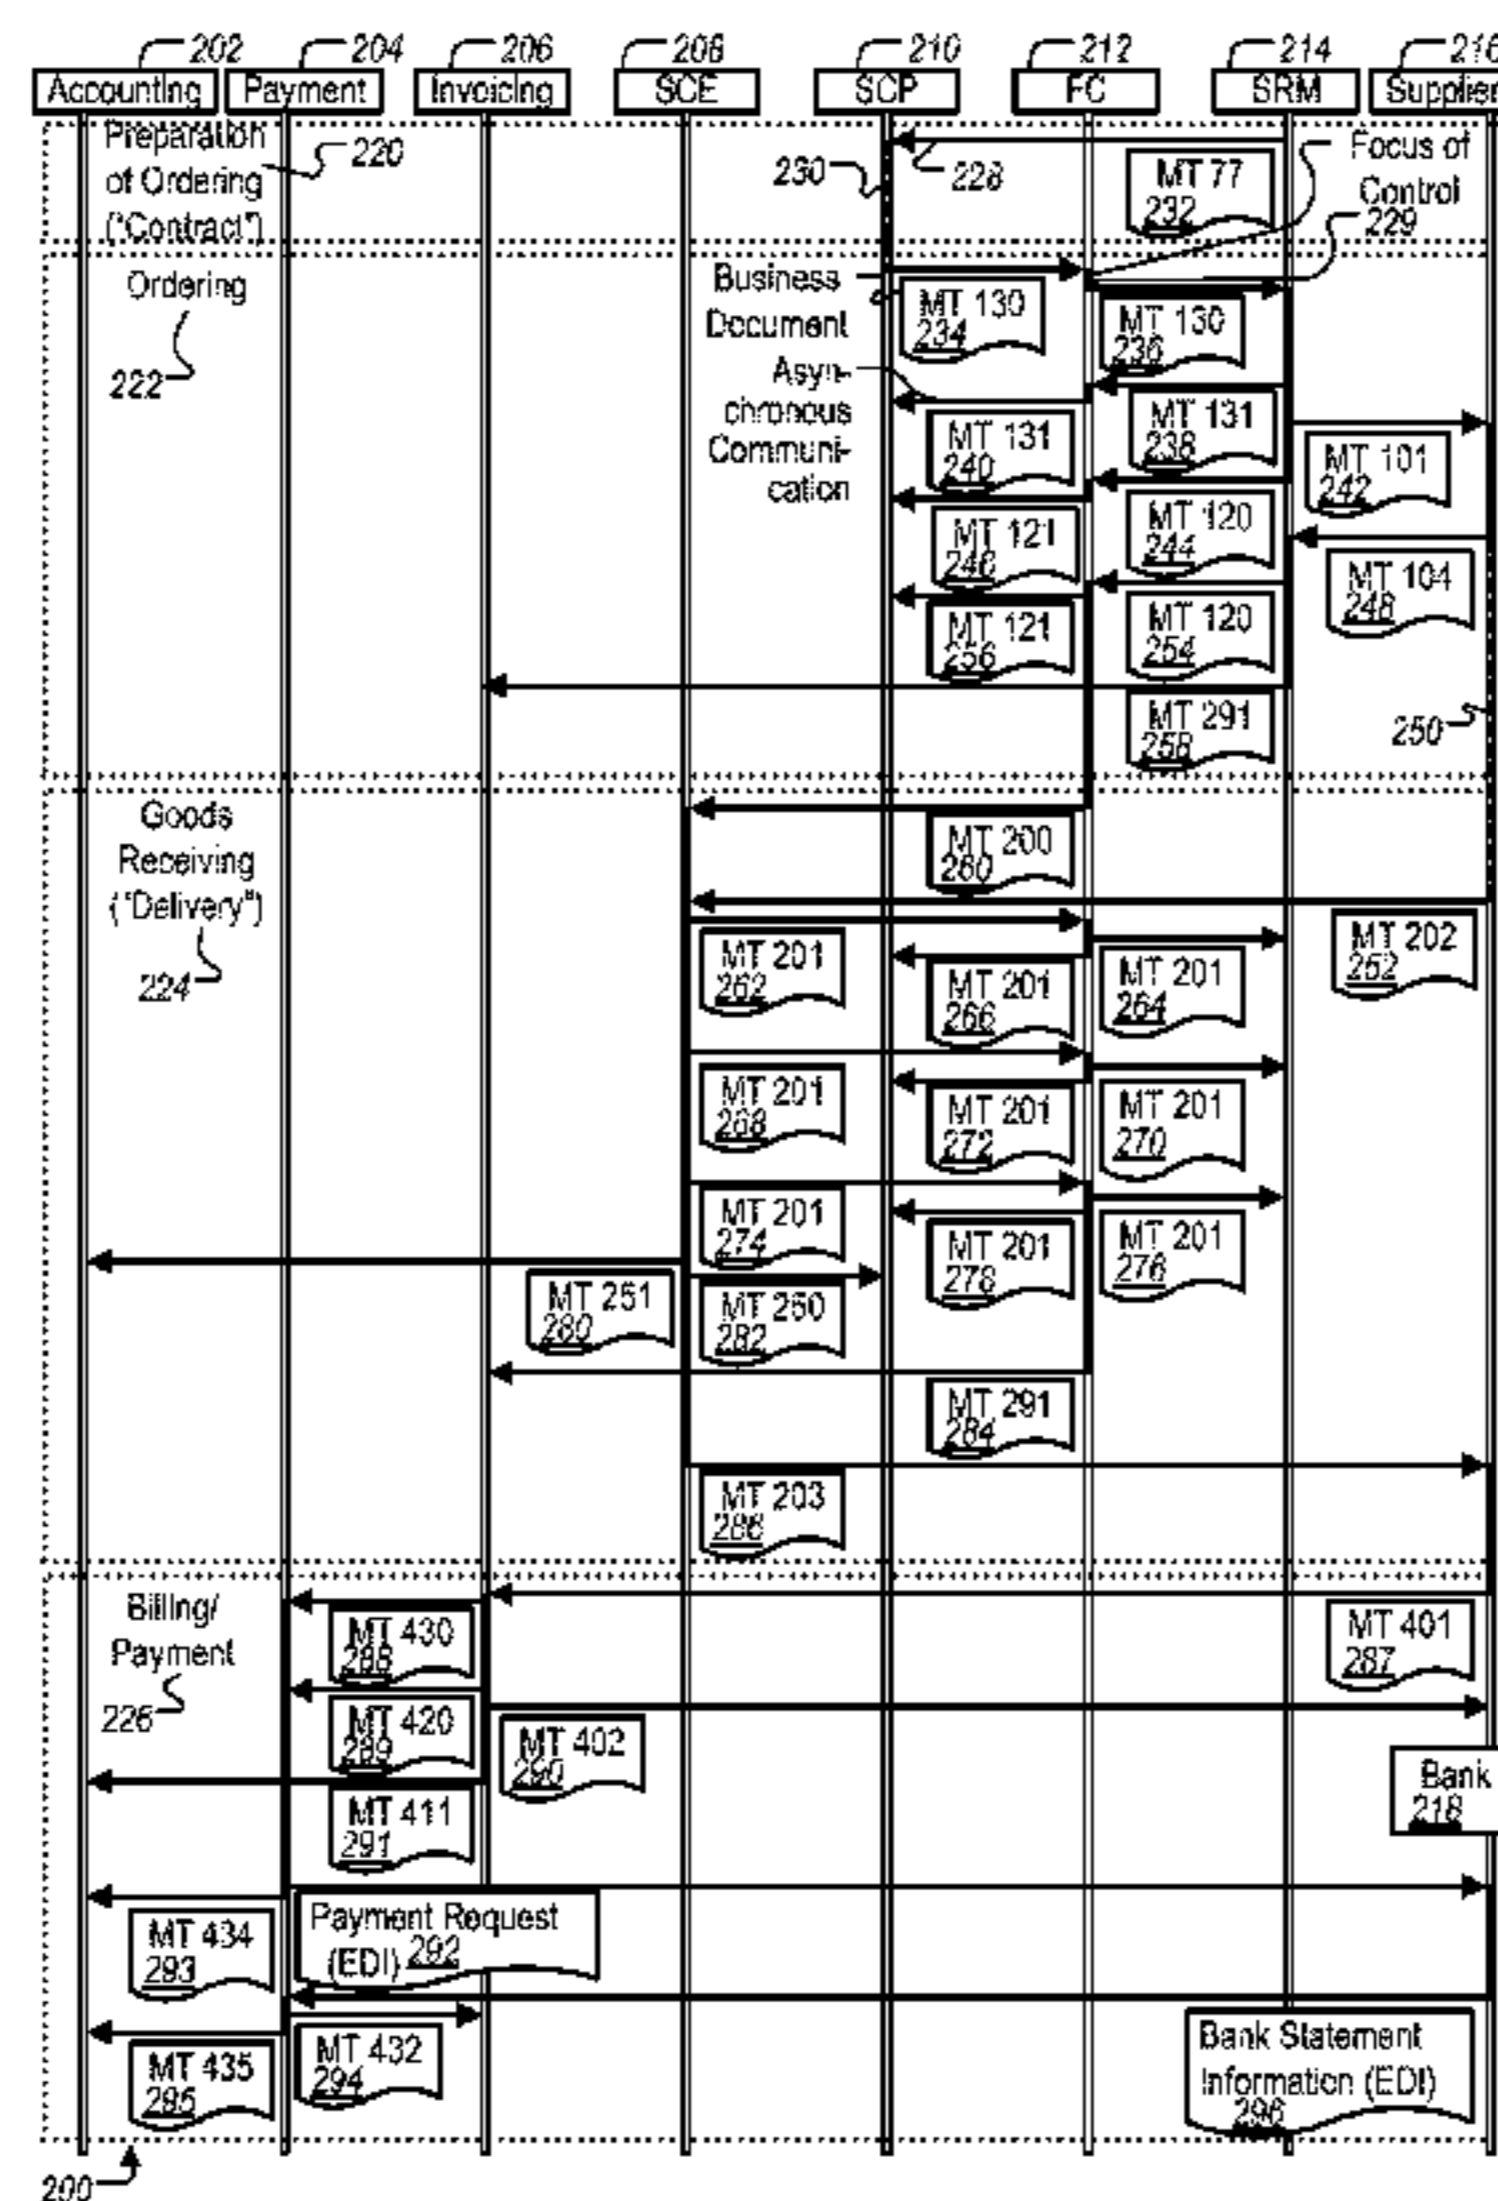 202 204 206 208 210 212 214 216
Accounting Payment Invoicing SCE SCP FC SRM Supplier
Preparation
of Ordering
("Contract")
220
230
228
MT 77
232
Focus of
Control
229
Ordering
222
Business
Document
MT 130
234
MT 130
236
Asyn-
chronous
Communi-
cation
MT 131
240
MT 131
238
MT 101
242
MT 121
246
MT 120
244
MT 104
248
MT 121
256
MT 120
254
MT 291
258
250
Goods
Receiving
("Delivery")
224
MT 200
260
MT 201
262
MT 201
266
MT 201
264
MT 202
252
MT 201
268
MT 201
272
MT 201
270
MT 201
274
MT 201
278
MT 201
276
MT 251
280
MT 250
282
MT 291
284
MT 203
286
Billing/
Payment
226
MT 430
288
MT 401
287
MT 420
289
MT 402
290
Bank
218
MT 411
291
MT 434
293
Payment Request
(EDI) 292
MT 435
295
MT 432
294
Bank Statement
Information (EDI)
296
200